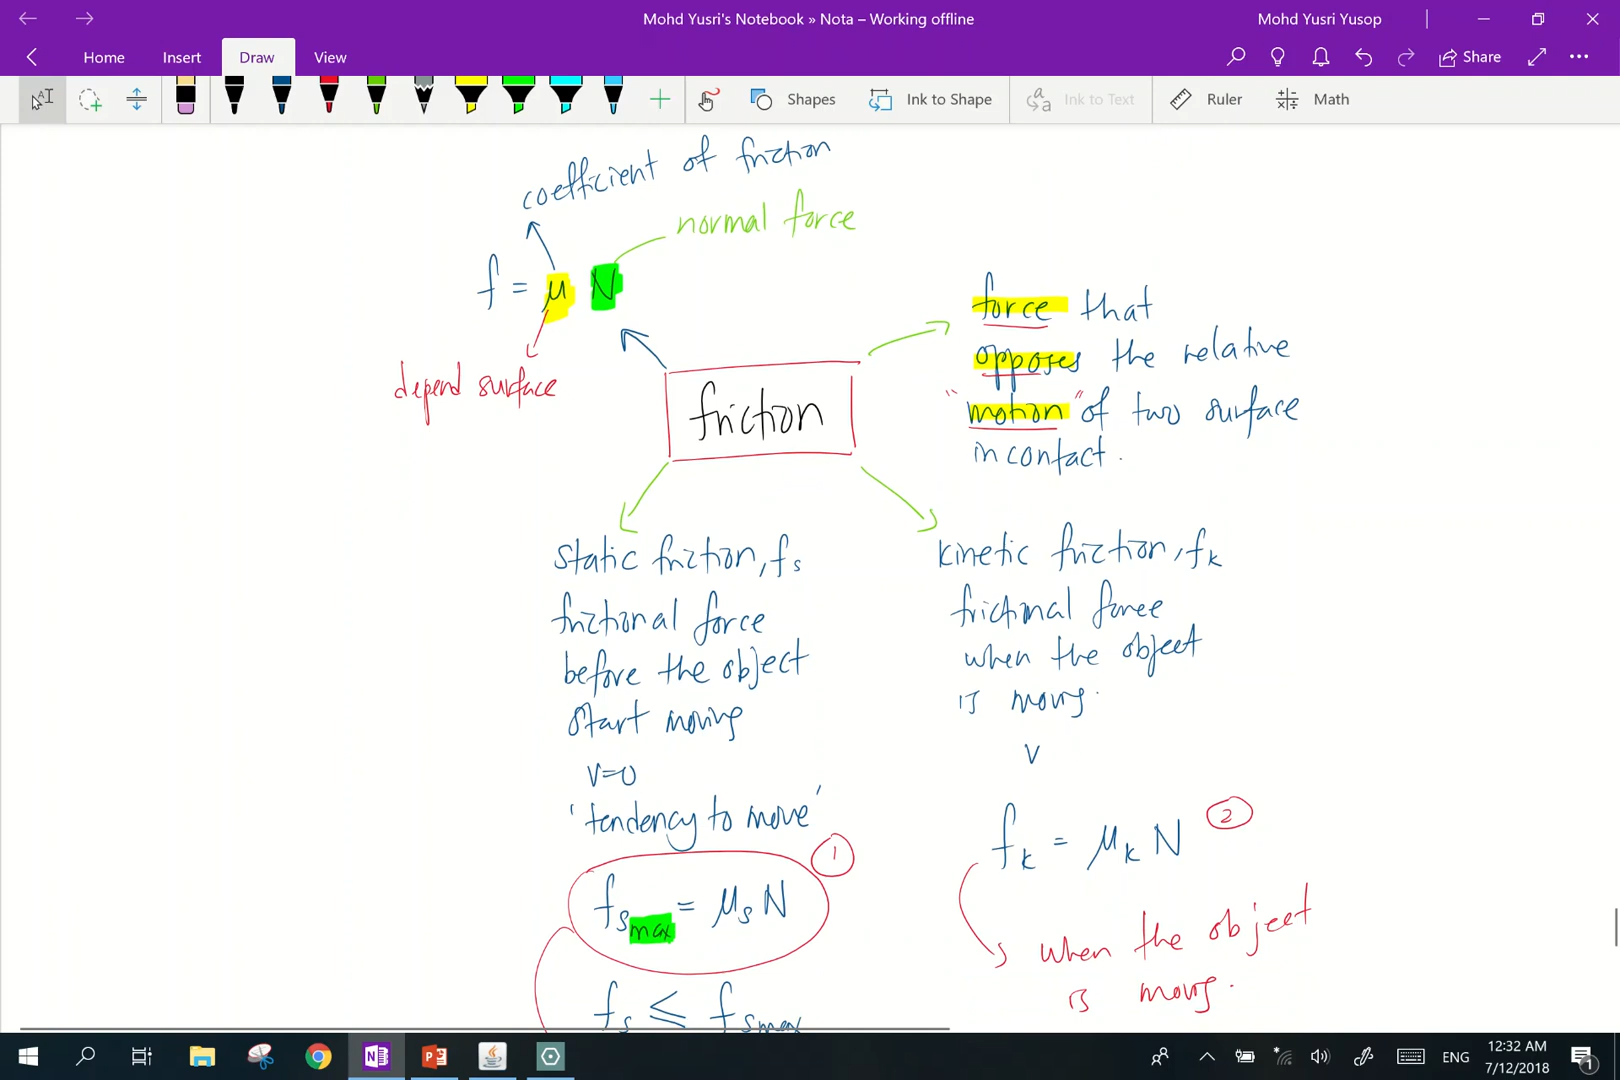 Mohd Yusri's Notebook » Nota – Working offline
Mohd Yusri Yusop
Home Insert Draw View
Share
Shapes
Ink to Shape
Ink to Text
Ruler
Math
coefficient of friction
normal force
f = μ N
depend surface
force that
opposes the relative
"motion" of two surface
in contact.
friction
static friction, fs
frictional force
before the object
start moving
v=0
'tendency to move'
1
fsmax = μs N
fs ≤ fsmax
kinetic friction, fk
frictional force
when the object
is moving.
v
fk = μk N
2
when the object
is moving.
ENG
12:32 AM
7/12/2018
1